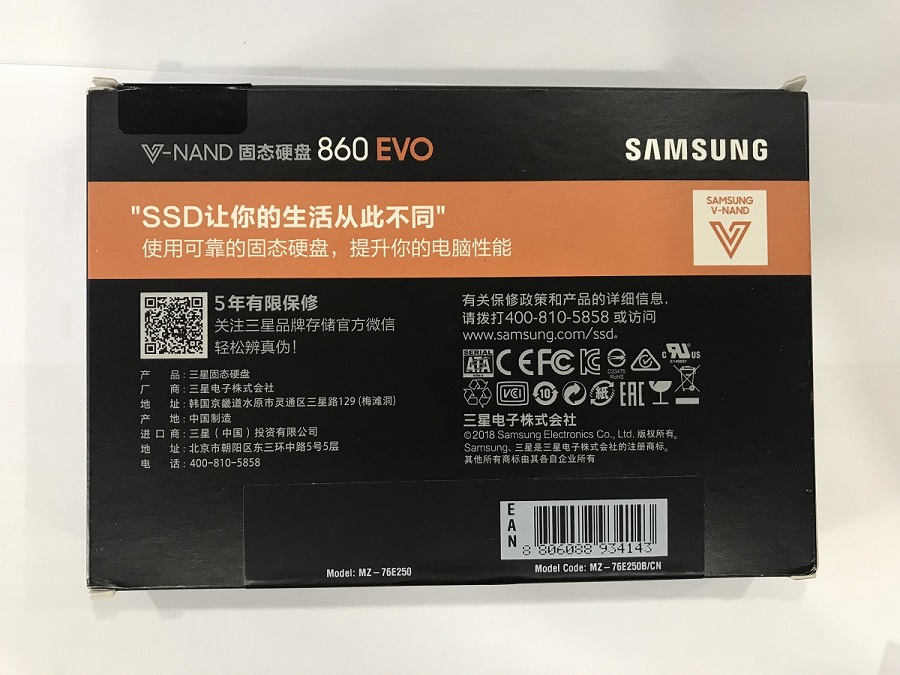 V-NAND 固态硬盘 860 EVO
SAMSUNG
"SSD让你的生活从此不同"
使用可靠的固态硬盘，提升你的电脑性能
SAMSUNG
V-NAND
5年有限保修
关注三星品牌存储官方微信
轻松辨真伪！
产 品：三星固态硬盘
厂 商：三星电子株式会社
地 址：韩国京畿道水原市灵通区三星路129 (梅滩洞)
产 地：中国制造
进 口 商：三星（中国）投资有限公司
地 址：北京市朝阳区东三环中路5号5层
电 话：400-810-5858
有关保修政策和产品的详细信息，
请拨打400-810-5858 或访问
www.samsung.com/ssd。
SERIAL
ATA
CE FC
D33475
RoHS
c RU US
VCI
10
EAC
三星电子株式会社
©2018 Samsung Electronics Co., Ltd. 版权所有。
Samsung、三星是三星电子株式会社的注册商标。
其他所有商标由其各自企业所有
EAN
8 806088 934143
Model: MZ-76E250
Model Code: MZ-76E250B/CN